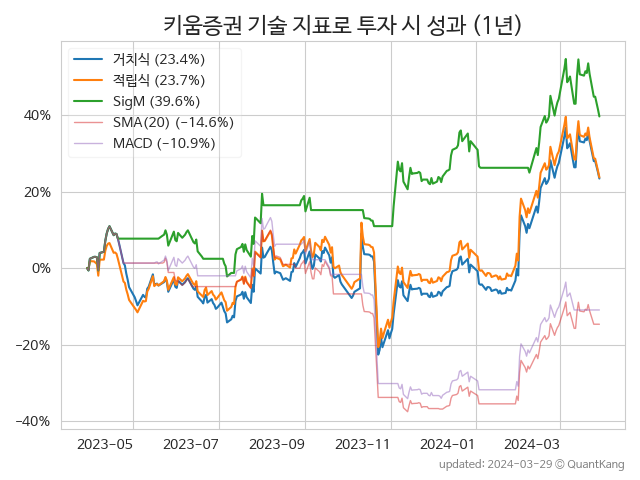 키움증권 기술 지표로 투자 시 성과 (1년)
거치식 (23.4%)
적립식 (23.7%)
SigM (39.6%)
SMA(20) (−14.6%)
MACD (−10.9%)
40%
20%
0%
−20%
−40%
2023−05 2023−07 2023−09 2023−11 2024−01 2024−03
updated: 2024−03−29 © QuantKang